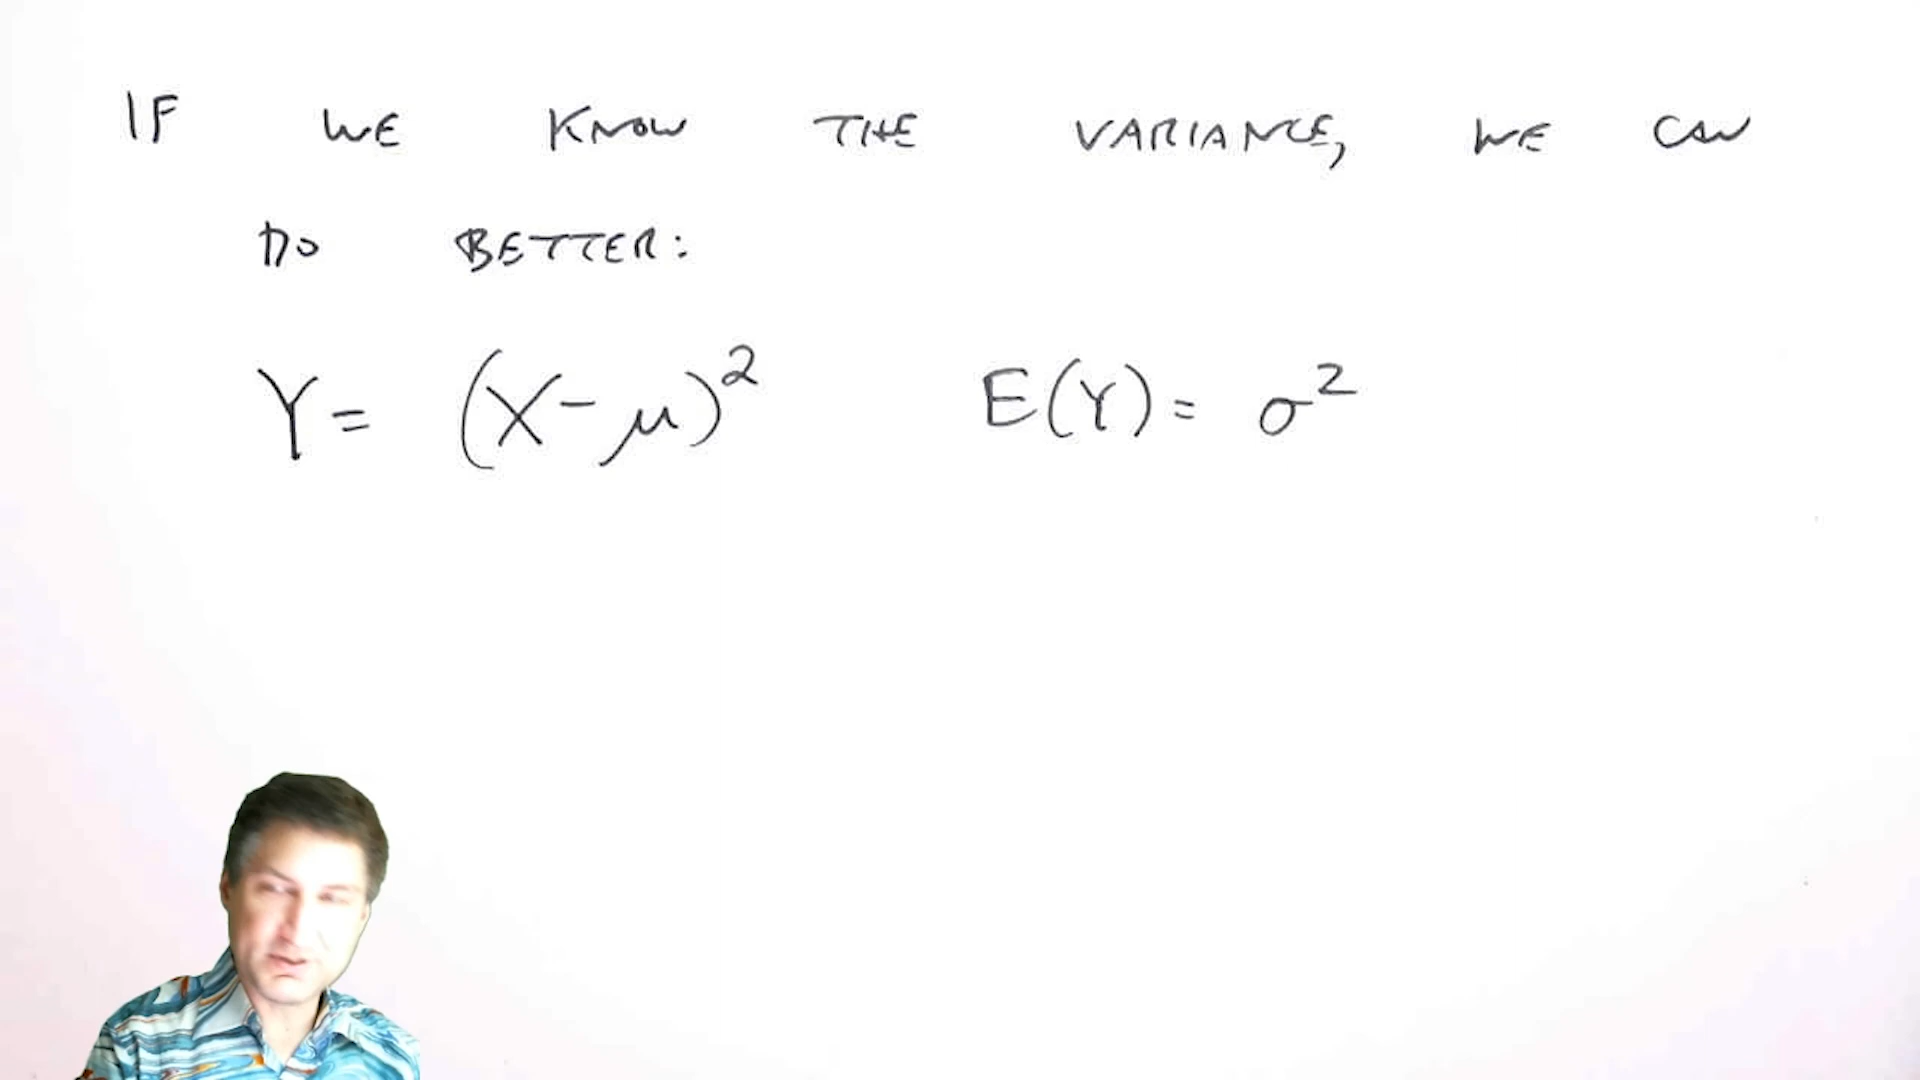 IF WE KNOW THE VARIANCE, WE CAN
DO BETTER:
Y = (X - μ)² E(Y) = σ²